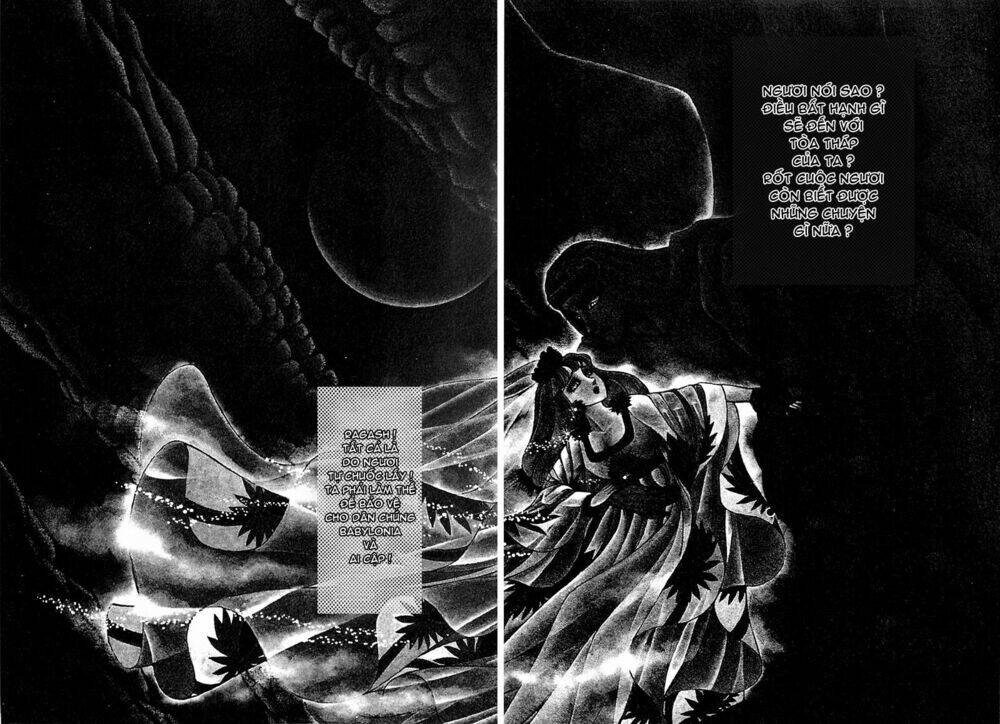 NGƯƠI NÓI SAO ?
ĐIỀU BẤT HẠNH GÌ
SẼ ĐẾN VỚI
TÒA THÁP
CỦA TA ?
RỐT CUỘC NGƯƠI
CÒN BIẾT ĐƯỢC
NHỮNG CHUYỆN
GÌ NỮA ?
RAGASH !
TẤT CẢ LÀ
DO NGƯƠI
TỰ CHUỐC LẤY !
TA PHẢI LÀM THẾ
ĐỂ BẢO VỆ
CHO DÂN CHÚNG
BABYLONIA
VÀ
AI CẬP !